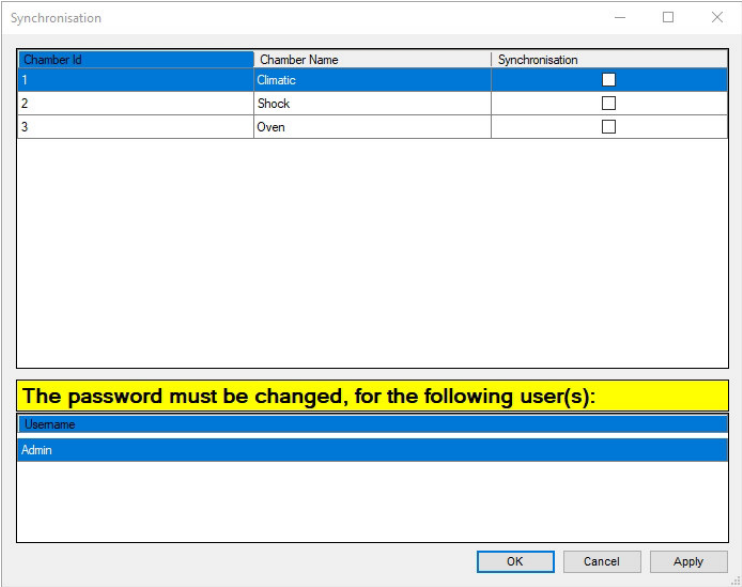 Synchronisation
Chamber Id Chamber Name Synchronisation
1 Climatic
2 Shock
3 Oven
The password must be changed, for the following user(s):
Username
Admin
OK Cancel Apply